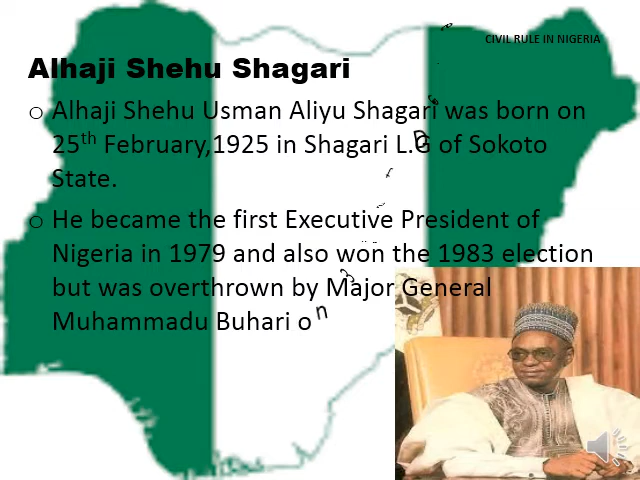 CIVIL RULE IN NIGERIA
Alhaji Shehu Shagari
o Alhaji Shehu Usman Aliyu Shagari was born on
25th February,1925 in Shagari L.G of Sokoto
State.
o He became the first Executive President of
Nigeria in 1979 and also won the 1983 election
but was overthrown by Major General
Muhammadu Buhari on